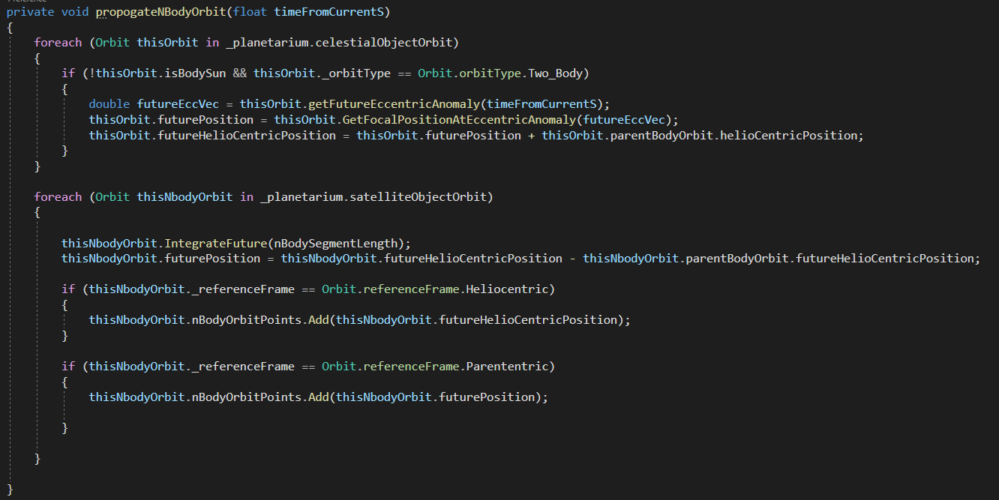 private void propogateNBodyOrbit(float timeFromCurrentS)
{
foreach (Orbit thisOrbit in _planetarium.celestialObjectOrbit)
{
if (!thisOrbit.isBodySun && thisOrbit._orbitType == Orbit.orbitType.Two_Body)
{
double futureEccVec = thisOrbit.getFutureEccentricAnomaly(timeFromCurrentS);
thisOrbit.futurePosition = thisOrbit.GetFocalPositionAtEccentricAnomaly(futureEccVec);
thisOrbit.futureHelioCentricPosition = thisOrbit.futurePosition + thisOrbit.parentBodyOrbit.helioCentricPosition;
}
}
foreach (Orbit thisNbodyOrbit in _planetarium.satelliteObjectOrbit)
{
thisNbodyOrbit.IntegrateFuture(nBodySegmentLength);
thisNbodyOrbit.futurePosition = thisNbodyOrbit.futureHelioCentricPosition - thisNbodyOrbit.parentBodyOrbit.futureHelioCentricPosition;
if (thisNbodyOrbit._referenceFrame == Orbit.referenceFrame.Heliocentric)
{
thisNbodyOrbit.nBodyOrbitPoints.Add(thisNbodyOrbit.futureHelioCentricPosition);
}
if (thisNbodyOrbit._referenceFrame == Orbit.referenceFrame.Parententric)
{
thisNbodyOrbit.nBodyOrbitPoints.Add(thisNbodyOrbit.futurePosition);
}
}
}